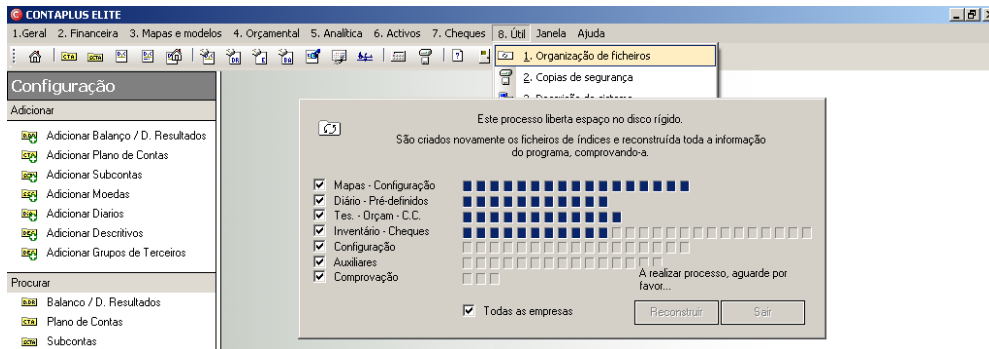 CONTAPLUS ELITE
1.Geral 2. Financeira 3. Mapas e modelos 4. Orçamental 5. Analítica 6. Activos 7. Cheques 8. Útil Janela Ajuda
1. Organização de ficheiros
2. Copias de segurança
Configuração
Adicionar
Adicionar Balanço / D. Resultados
Adicionar Plano de Contas
Adicionar Subcontas
Adicionar Moedas
Adicionar Diarios
Adicionar Descritivos
Adicionar Grupos de Terceiros
Procurar
Balanco / D. Resultados
Plano de Contas
Subcontas
Este processo liberta espaço no disco rígido.
São criados novamente os ficheiros de índices e reconstruída toda a informação
do programa, comprovando-a.
Mapas - Configuração
Diário - Pré-definidos
Tes. - Orçam - C.C.
Inventário - Cheques
Configuração
Auxiliares
Comprovação
A realizar processo, aguarde por
favor...
Todas as empresas
Reconstruir
Sair